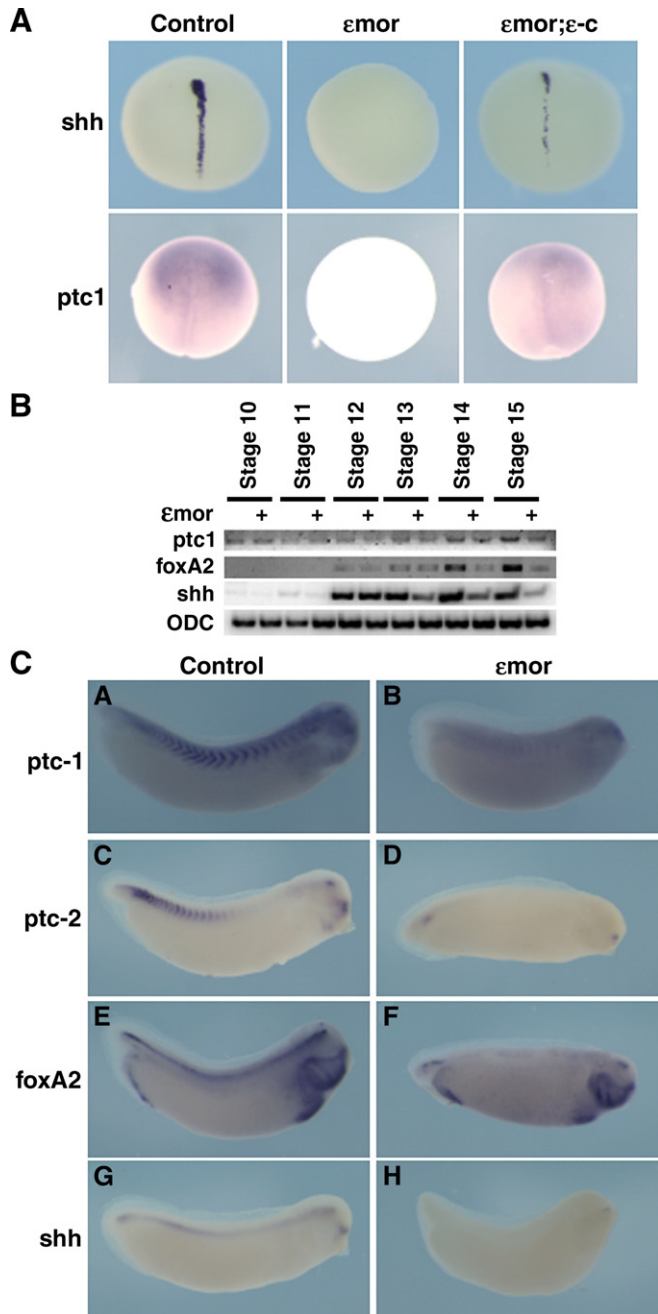 A
Control εmor εmor;ε-c
shh
ptc1
B
Stage 10 Stage 11 Stage 12 Stage 13 Stage 14 Stage 15
εmor + + + + + +
ptc1
foxA2
shh
ODC
C
Control εmor
A B
ptc-1
C D
ptc-2
E F
foxA2
G H
shh